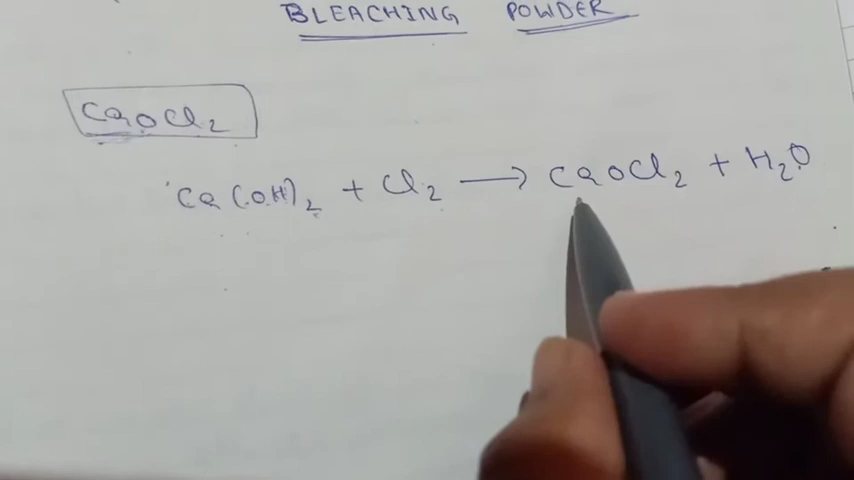 BLEACHING POWDER
CaOCl2
Ca(OH)2 + Cl2 → CaOCl2 + H2O